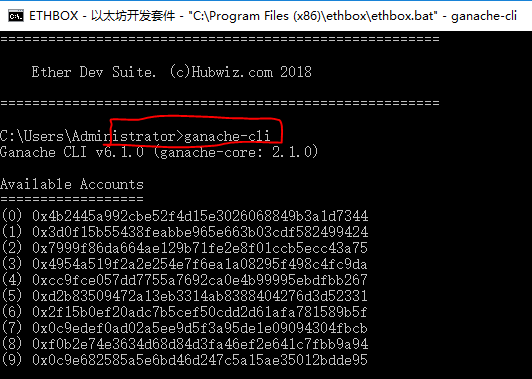 ETHBOX - 以太坊开发套件 - "C:\Program Files (x86)\ethbox\ethbox.bat" - ganache-cli
====================================================
Ether Dev Suite. (c)Hubwiz.com 2018
====================================================
C:\Users\Administrator>ganache-cli
Ganache CLI v6.1.0 (ganache-core: 2.1.0)
Available Accounts
==================
(0) 0x4b2445a992cbe52f4d15e3026068849b3a1d7344
(1) 0x3d0f15b55438feabbe965e663b03cdf582499424
(2) 0x7999f86da664ae129b71fe2e8f01ccb5ecc43a75
(3) 0x4954a519f2a2e254e7f6ea1a08295f498c4fc9da
(4) 0xcc9fce057dd7755a7692ca0e4b99995ebdfbb267
(5) 0xd2b83509472a13eb3314ab8388404276d3d52331
(6) 0x2f15b0ef20adc7b5cef50cdd2d61afa781589b5f
(7) 0x0c9edef0ad02a5ee9d5f3a95de1e09094304fbcb
(8) 0xf0b2e74e3634d68d84d3fa46ef2e641c7fbb9a94
(9) 0x0c9e682585a5e6bd46d247c5a15ae35012bdde95